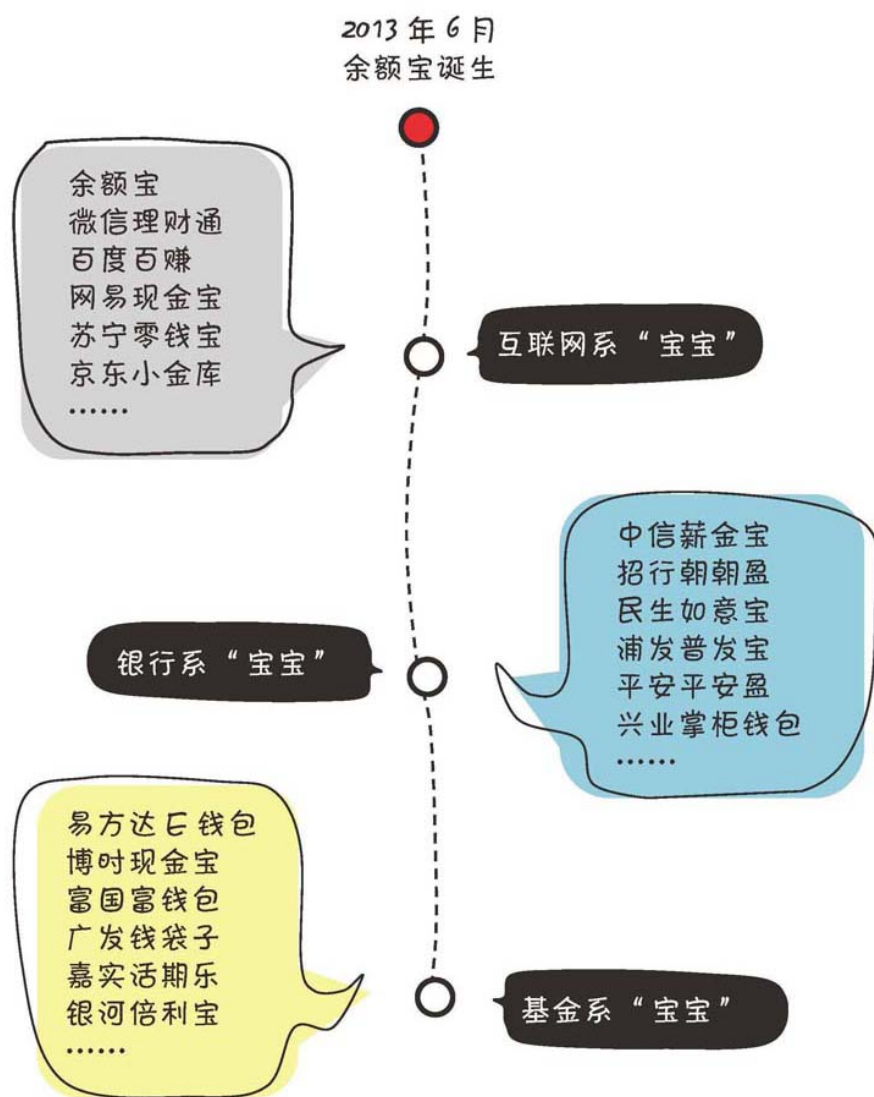 2013年6月
余额宝诞生
余额宝
微信理财通
百度百赚
网易现金宝
苏宁零钱宝
京东小金库
……
互联网系“宝宝”
中信薪金宝
招行朝朝盈
民生如意宝
浦发普发宝
平安平安盈
兴业掌柜钱包
……
银行系“宝宝”
易方达E钱包
博时现金宝
富国富钱包
广发钱袋子
嘉实活期乐
银河倍利宝
……
基金系“宝宝”